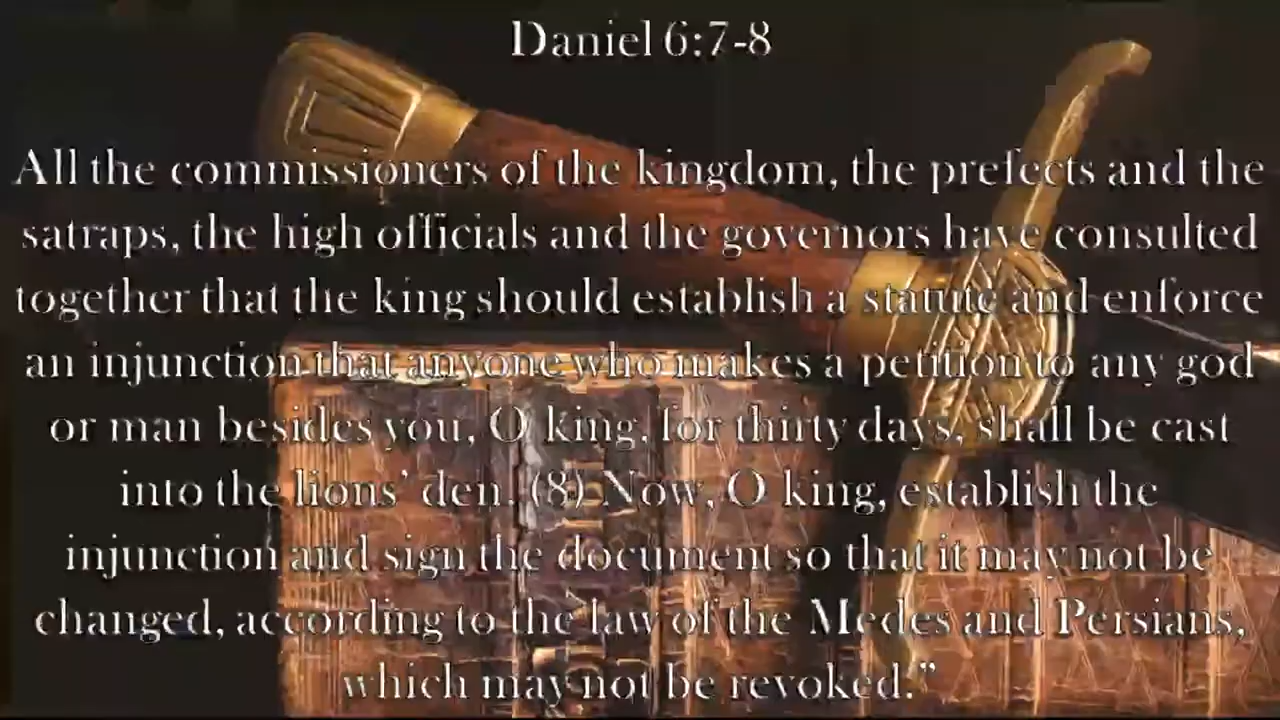 Daniel 6:7-8
All the commissioners of the kingdom, the prefects and the
satraps, the high officials and the governors have consulted
together that the king should establish a statute and enforce
an injunction that anyone who makes a petition to any god
or man besides you, O king, for thirty days, shall be cast
into the lions’ den. (8) Now, O king, establish the
injunction and sign the document so that it may not be
changed, according to the law of the Medes and Persians,
which may not be revoked.”